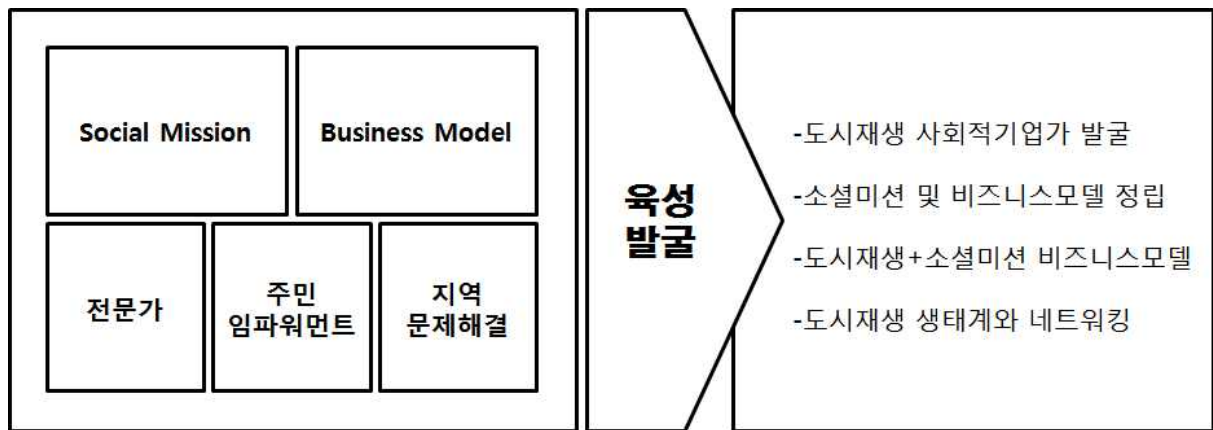 Social Mission
Business Model
전문가
주민
임파워먼트
지역
문제해결
육성
발굴
-도시재생 사회적기업가 발굴
-소셜미션 및 비즈니스모델 정립
-도시재생+소셜미션 비즈니스모델
-도시재생 생태계와 네트워킹